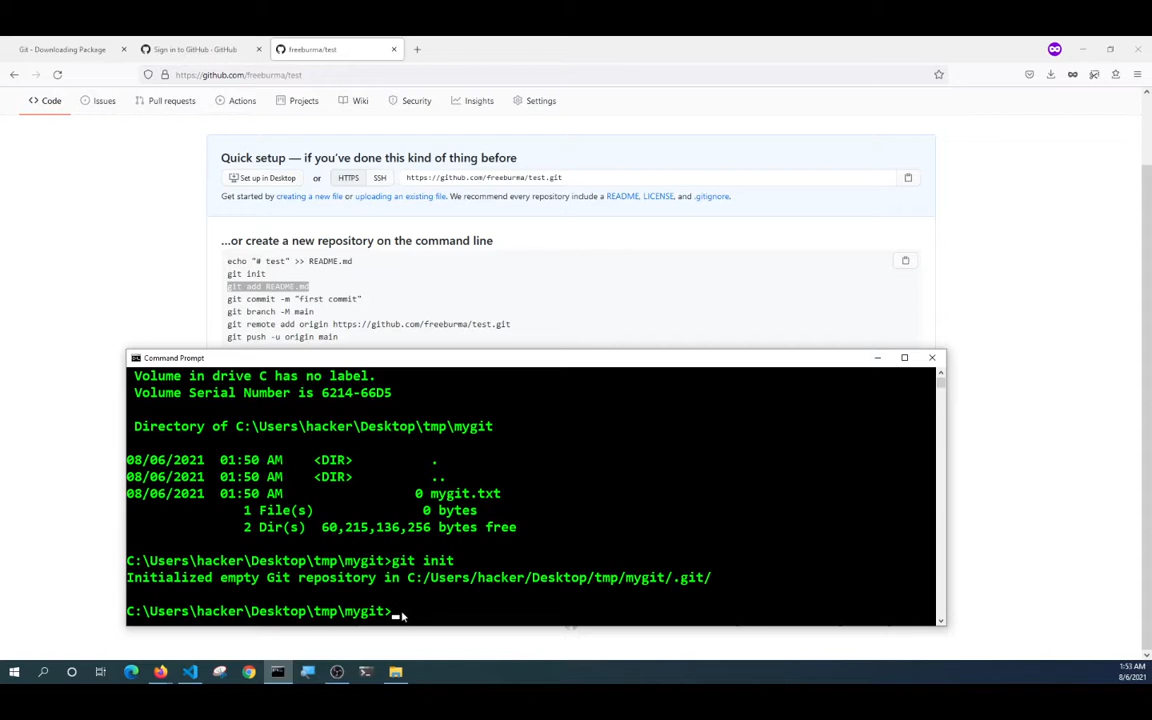 Git - Downloading Package
Sign in to GitHub · GitHub
freeburma/test
https://github.com/freeburma/test
Code
Issues
Pull requests
Actions
Projects
Wiki
Security
Insights
Settings
Quick setup — if you've done this kind of thing before
Set up in Desktop or HTTPS SSH https://github.com/freeburma/test.git
Get started by creating a new file or uploading an existing file. We recommend every repository include a README, LICENSE, and .gitignore.
...or create a new repository on the command line
echo "# test" >> README.md
git init
git add README.md
git commit -m "first commit"
git branch -M main
git remote add origin https://github.com/freeburma/test.git
git push -u origin main
Command Prompt
Volume in drive C has no label.
Volume Serial Number is 6214-66D5
Directory of C:\Users\hacker\Desktop\tmp\mygit
08/06/2021 01:50 AM <DIR> .
08/06/2021 01:50 AM <DIR> ..
08/06/2021 01:50 AM 0 mygit.txt
1 File(s) 0 bytes
2 Dir(s) 60,215,136,256 bytes free
C:\Users\hacker\Desktop\tmp\mygit>git init
Initialized empty Git repository in C:/Users/hacker/Desktop/tmp/mygit/.git/
C:\Users\hacker\Desktop\tmp\mygit>
1:53 AM
8/6/2021